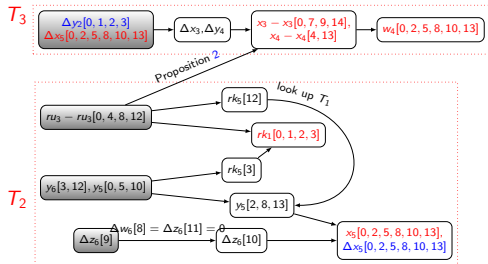 T₃
Δy₂[0, 1, 2, 3]
Δx₅[0, 2, 5, 8, 10, 13]
Δx₃, Δy₄
x₃ − x₃[0, 7, 9, 14],
x₄ − x₄[4, 13]
w₄[0, 2, 5, 8, 10, 13]
Proposition 2
T₂
ru₃ − ru₃[0, 4, 8, 12]
rk₅[12]
look up T₁
rk₁[0, 1, 2, 3]
rk₅[3]
y₆[3, 12], y₅[0, 5, 10]
y₅[2, 8, 13]
Δz₆[9]
Δw₆[8] = Δz₆[11] = 0
Δz₆[10]
x₅[0, 2, 5, 8, 10, 13],
Δx₅[0, 2, 5, 8, 10, 13]